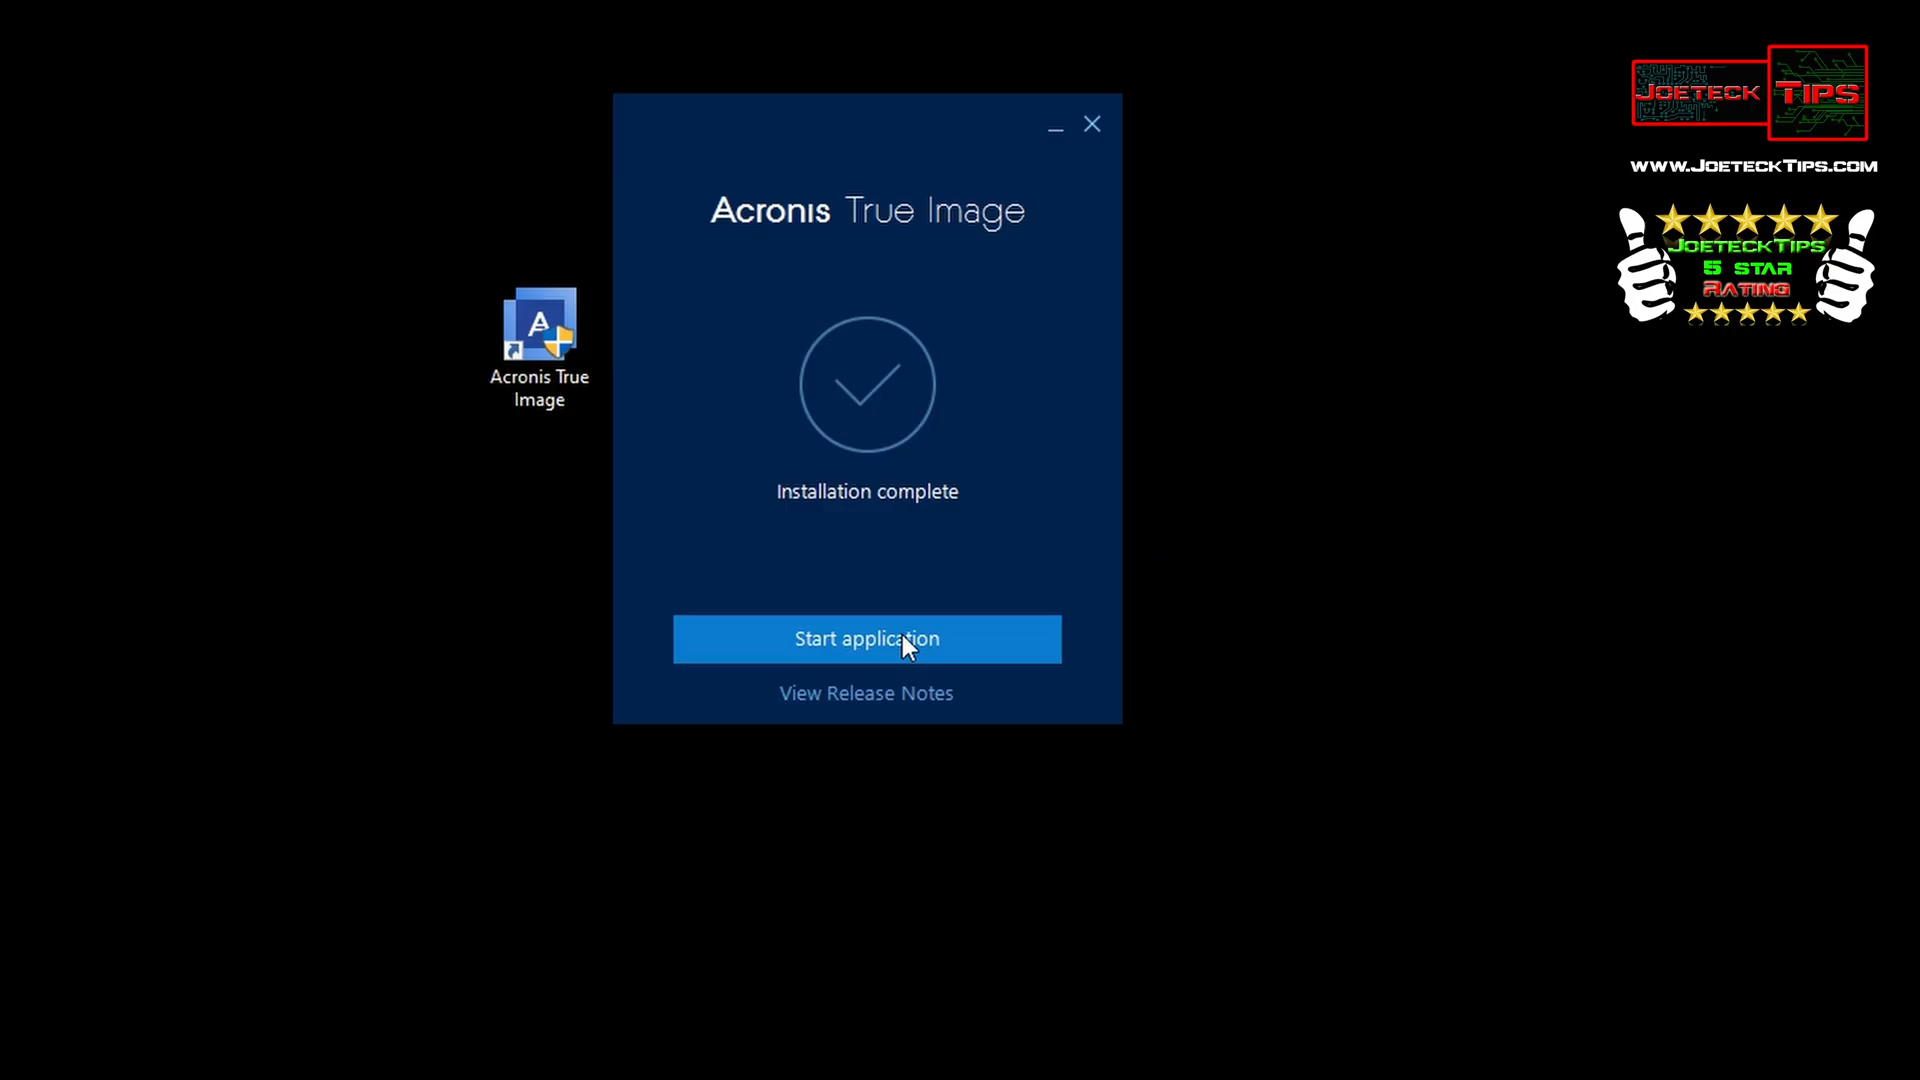 Joeteck Tips
www.JoeteckTips.com
JoeteckTips
5 Star
Rating
Acronis True Image
Acronis True
Image
Installation complete
Start application
View Release Notes